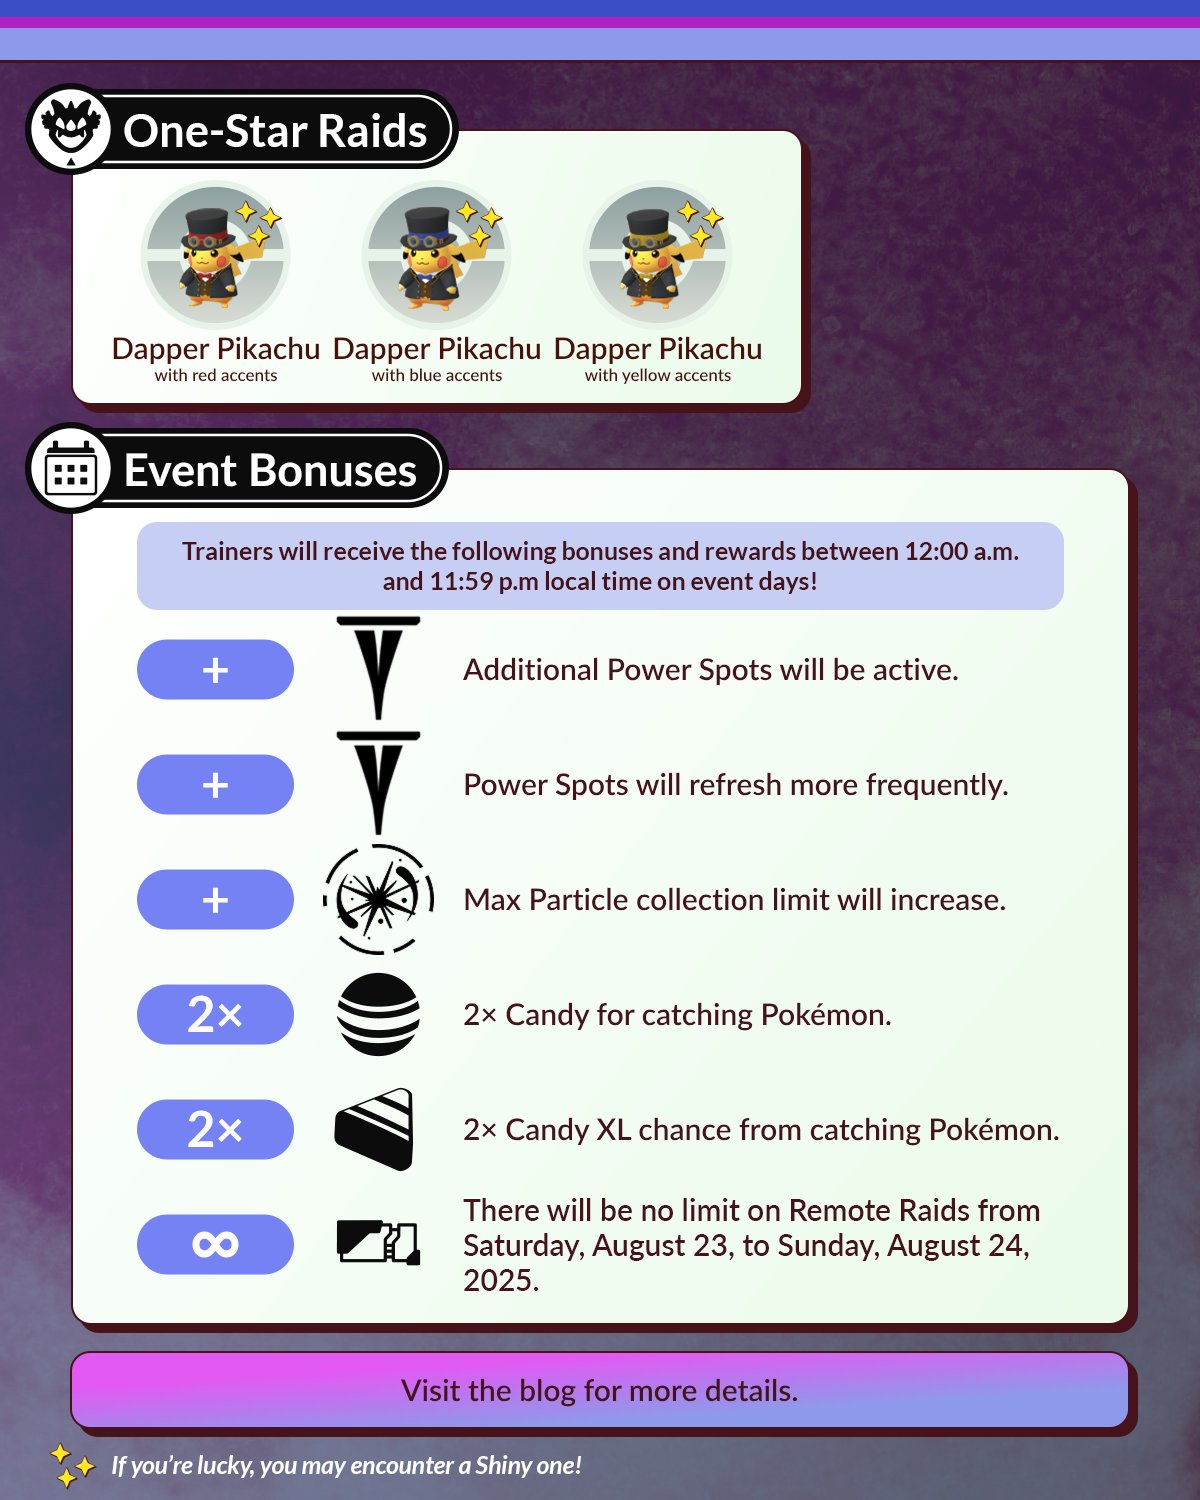 One-Star Raids
Dapper Pikachu Dapper Pikachu Dapper Pikachu
with red accents with blue accents with yellow accents
Event Bonuses
Trainers will receive the following bonuses and rewards between 12:00 a.m.
and 11:59 p.m local time on event days!
+ Additional Power Spots will be active.
+ Power Spots will refresh more frequently.
+ Max Particle collection limit will increase.
2× 2× Candy for catching Pokémon.
2× 2× Candy XL chance from catching Pokémon.
∞ There will be no limit on Remote Raids from
Saturday, August 23, to Sunday, August 24,
2025.
Visit the blog for more details.
If you're lucky, you may encounter a Shiny one!